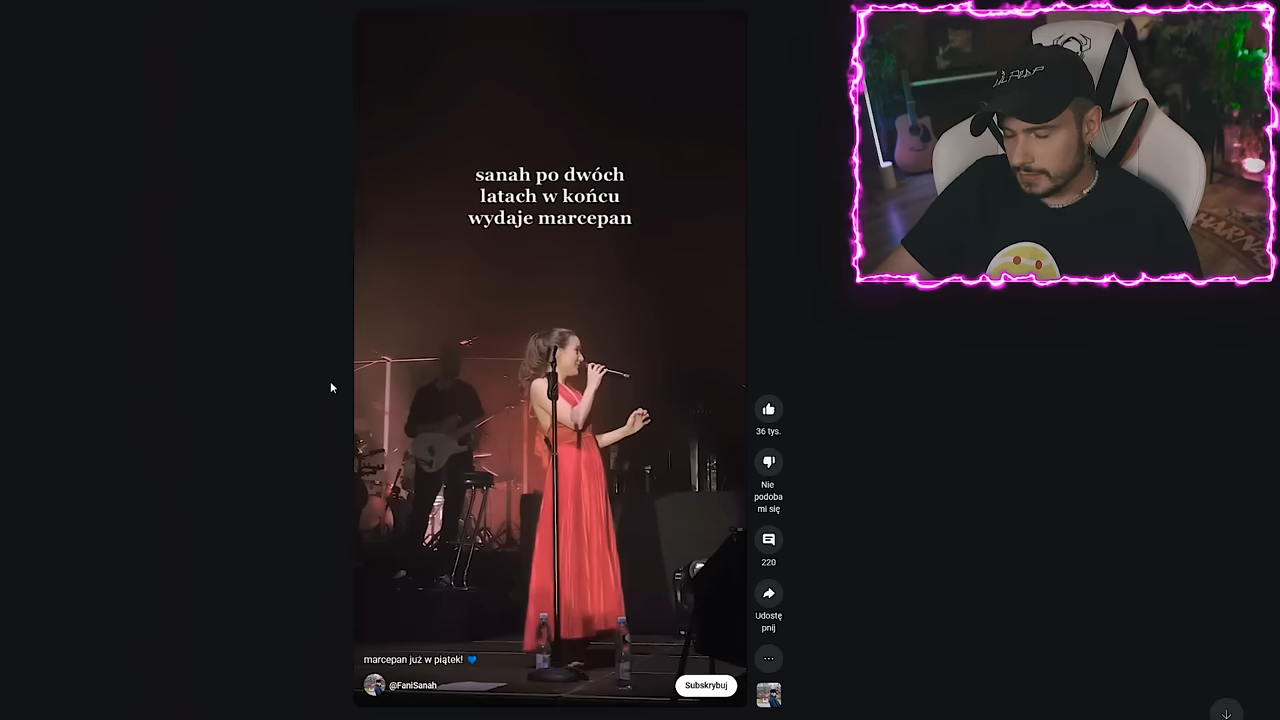 sanah po dwóch
latach w końcu
wydaje marcepan
36 tys.
Nie
podoba
mi się
220
Udostę
pnij
marcepan już w piątek! 💙
@FaniSanah
Subskrybuj